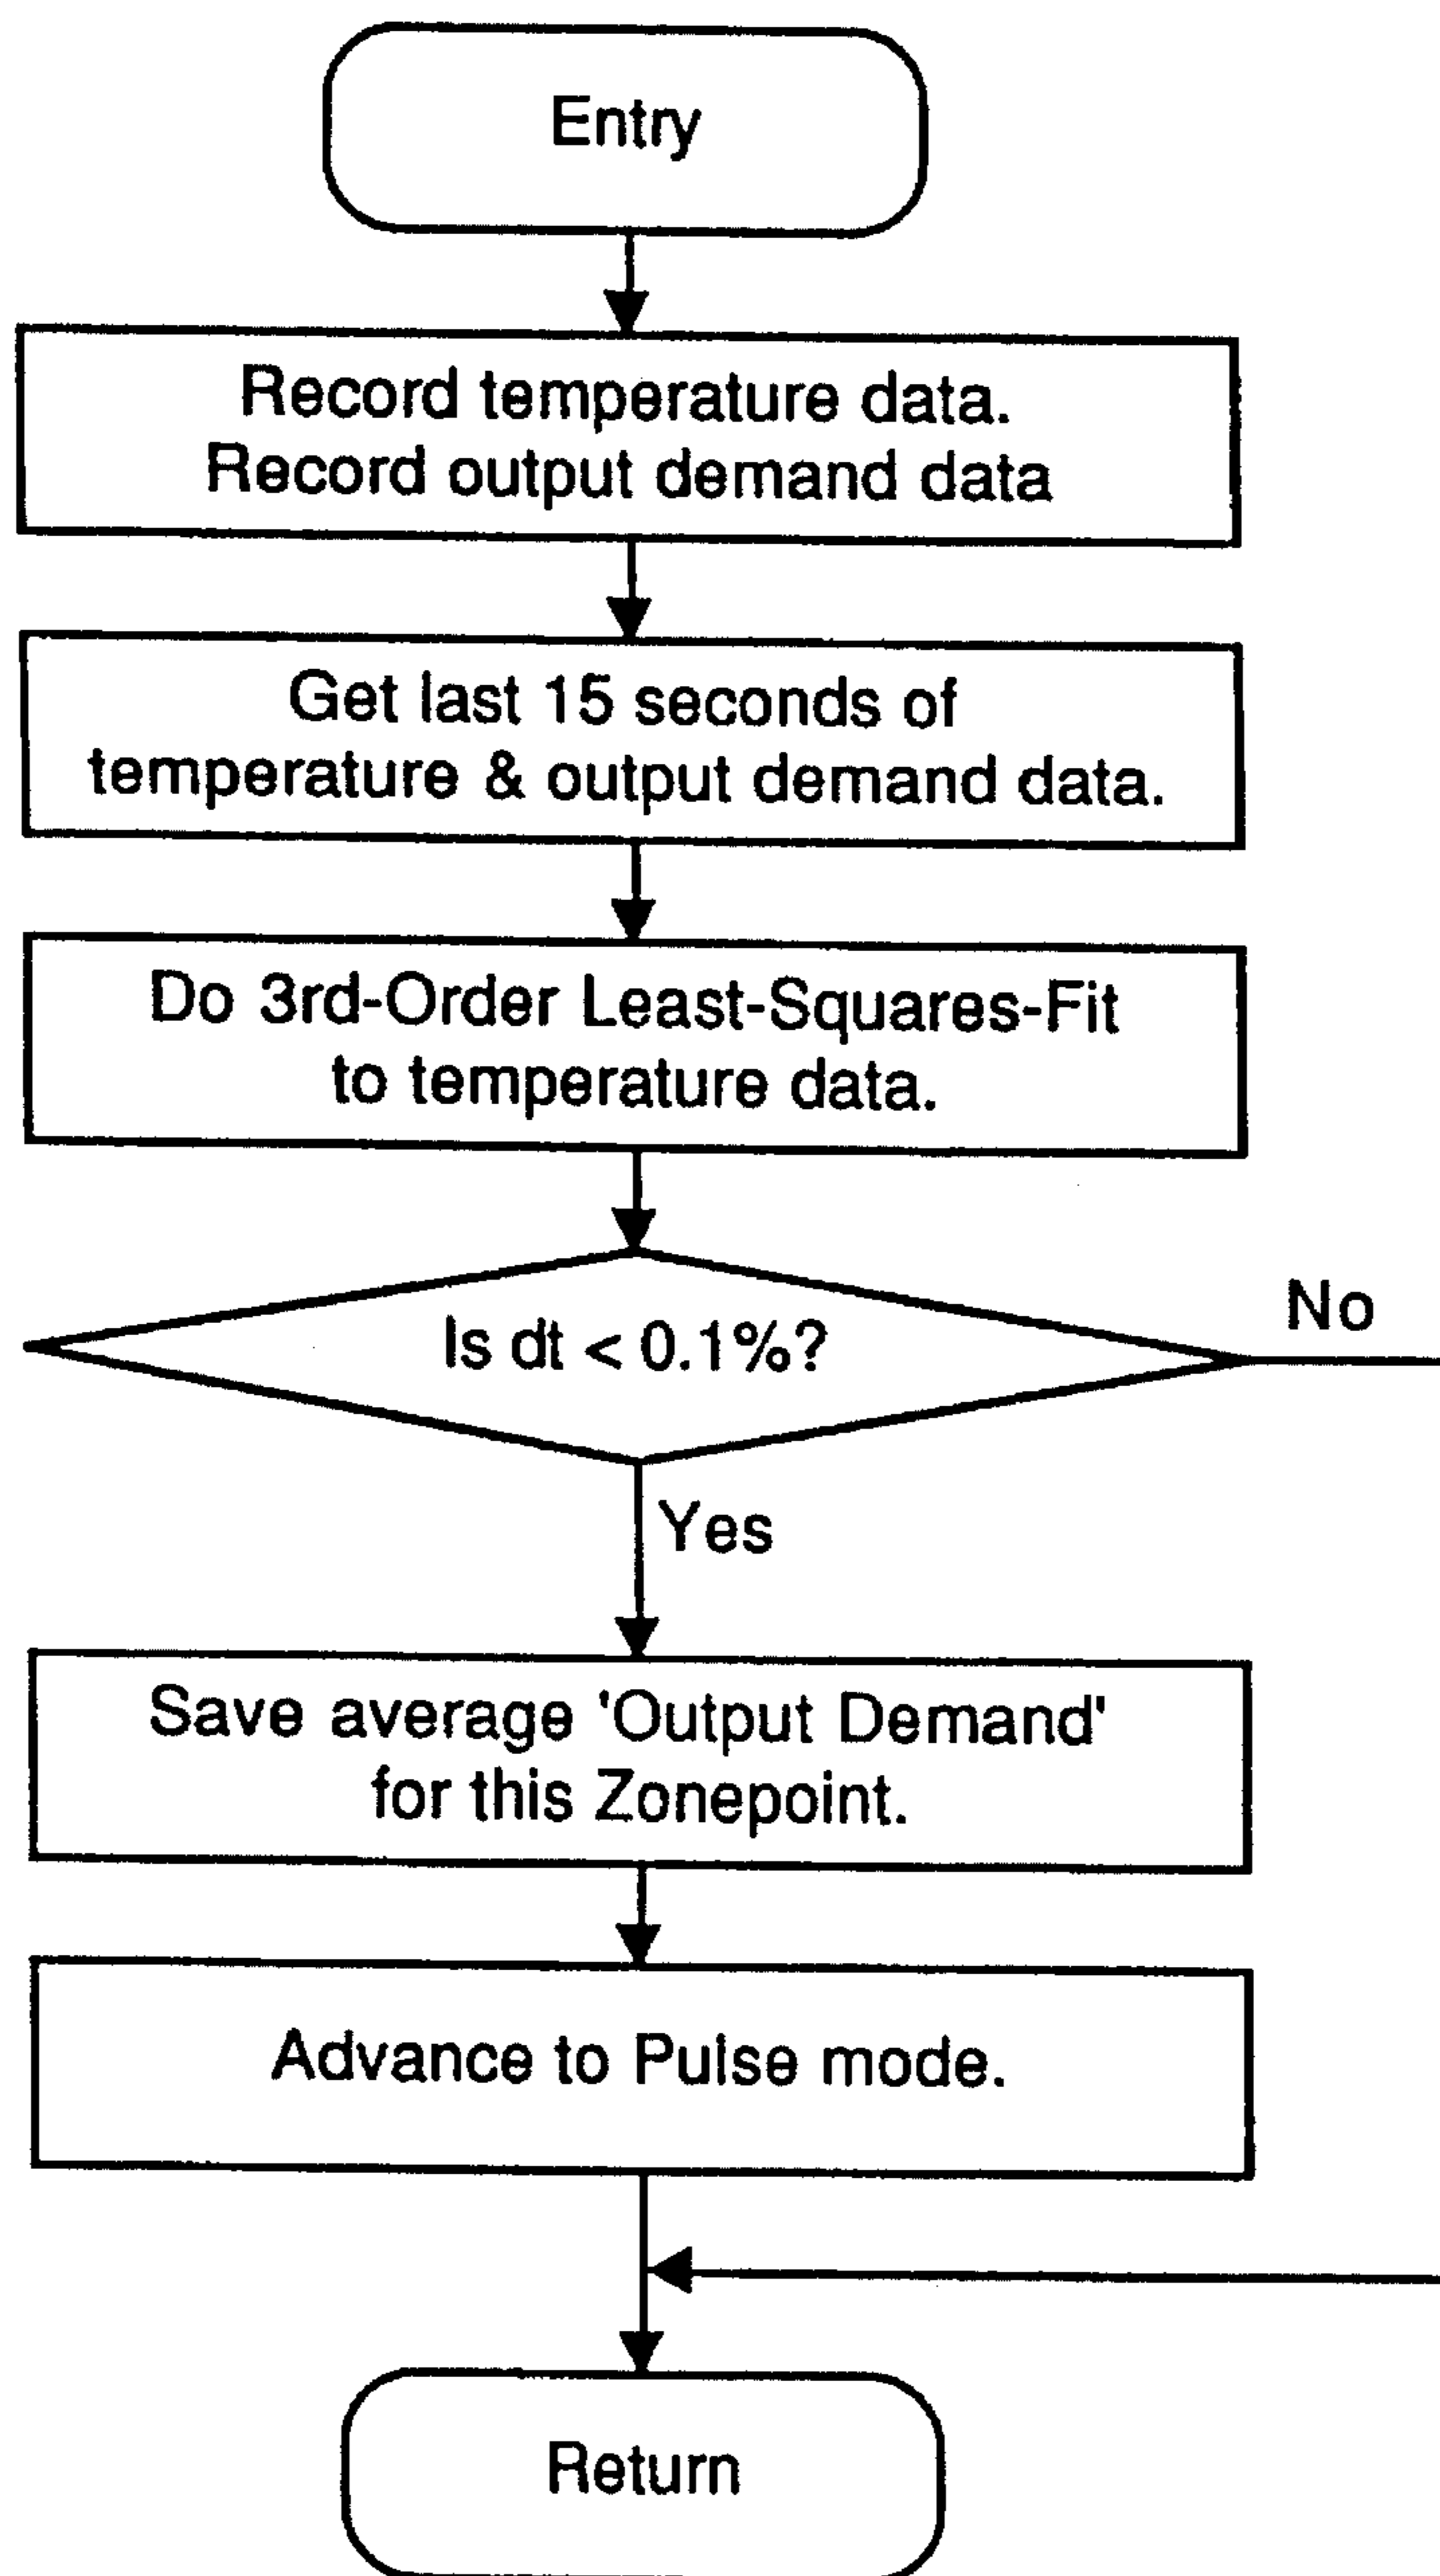 Entry
Record temperature data.
Record output demand data
Get last 15 seconds of
temperature & output demand data.
Do 3rd-Order Least-Squares-Fit
to temperature data.
Is dt < 0.1%?
No
Yes
Save average 'Output Demand'
for this Zonepoint.
Advance to Pulse mode.
Return